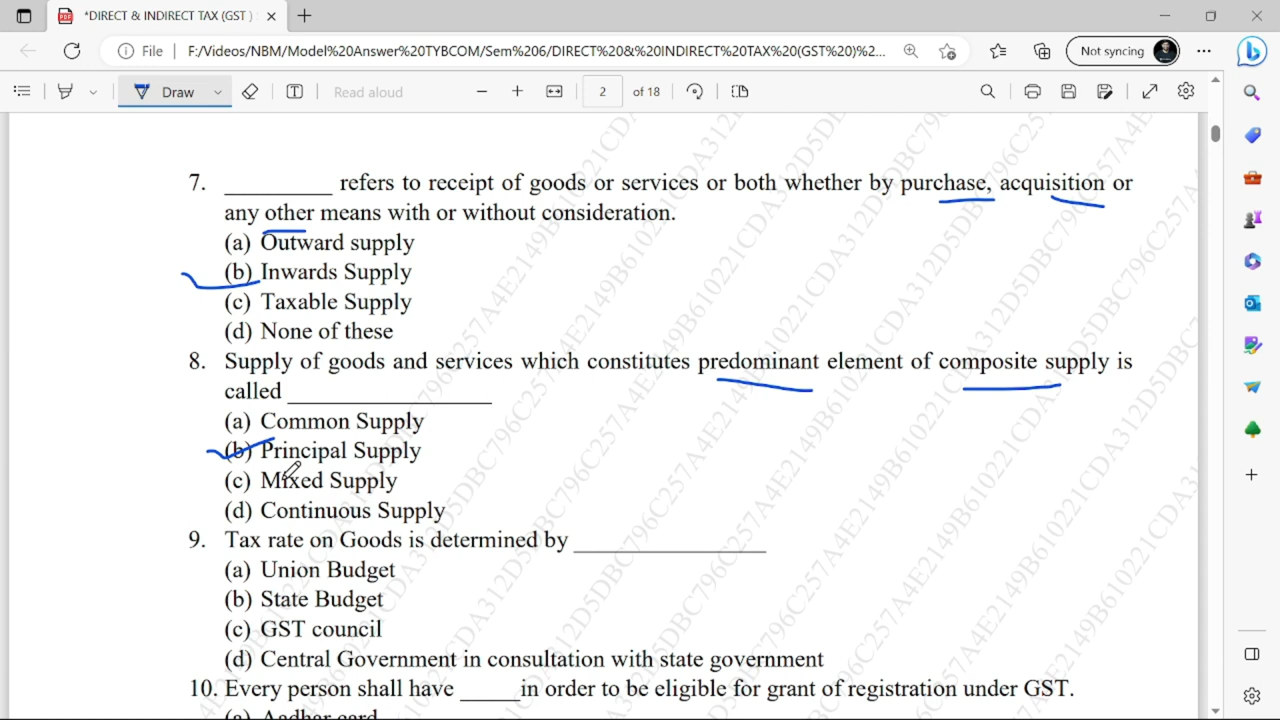 *DIRECT & INDIRECT TAX (GST )
File
F:/Videos/NBM/Model%20Answer%20TYBCOM/Sem%206/DIRECT%20&%20INDIRECT%20TAX%20(GST%20)%2...
Not syncing
Draw
Read aloud
2
of 18
7. __________ refers to receipt of goods or services or both whether by purchase, acquisition or
any other means with or without consideration.
(a) Outward supply
(b) Inwards Supply
(c) Taxable Supply
(d) None of these
8. Supply of goods and services which constitutes predominant element of composite supply is
called ___________________
(a) Common Supply
(b) Principal Supply
(c) Mixed Supply
(d) Continuous Supply
9. Tax rate on Goods is determined by __________________
(a) Union Budget
(b) State Budget
(c) GST council
(d) Central Government in consultation with state government
10. Every person shall have _____in order to be eligible for grant of registration under GST.
(a) Aadhar card